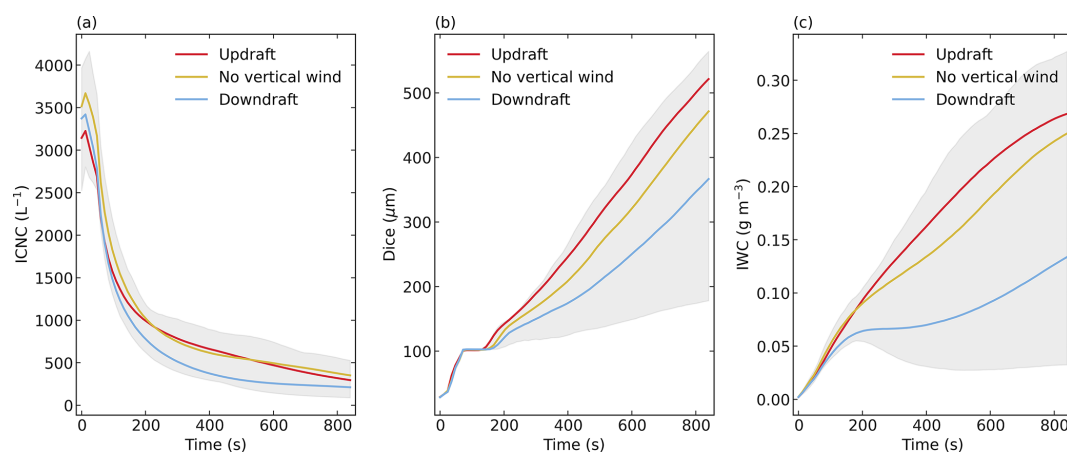 (a)
Updraft
No vertical wind
Downdraft
4000
3500
3000
2500
2000
1500
1000
500
0
0 200 400 600 800
Time (s)
ICNC (L⁻¹)
(b)
Updraft
No vertical wind
Downdraft
500
400
300
200
100
0 200 400 600 800
Time (s)
Dice (μm)
(c)
Updraft
No vertical wind
Downdraft
0.30
0.25
0.20
0.15
0.10
0.05
0.00
0 200 400 600 800
Time (s)
IWC (g m⁻³)